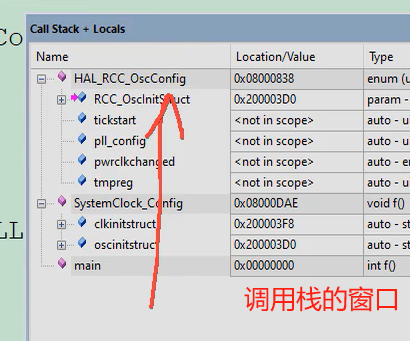 Co
Call Stack + Locals
Name Location/Value Type
HAL_RCC_OscConfig 0x08000838 enum (u
RCC_OscInitStruct 0x200003D0 param -
tickstart <not in scope> auto - u
pll_config <not in scope> auto - u
pwrclkchanged <not in scope> auto - en
tmpreg <not in scope> auto - u
SystemClock_Config 0x08000DAE void f()
LL
clkinitstruct 0x200003F8 auto - st
oscinitstruct 0x200003D0 auto - st
main 0x00000000 int f()
调用栈的窗口